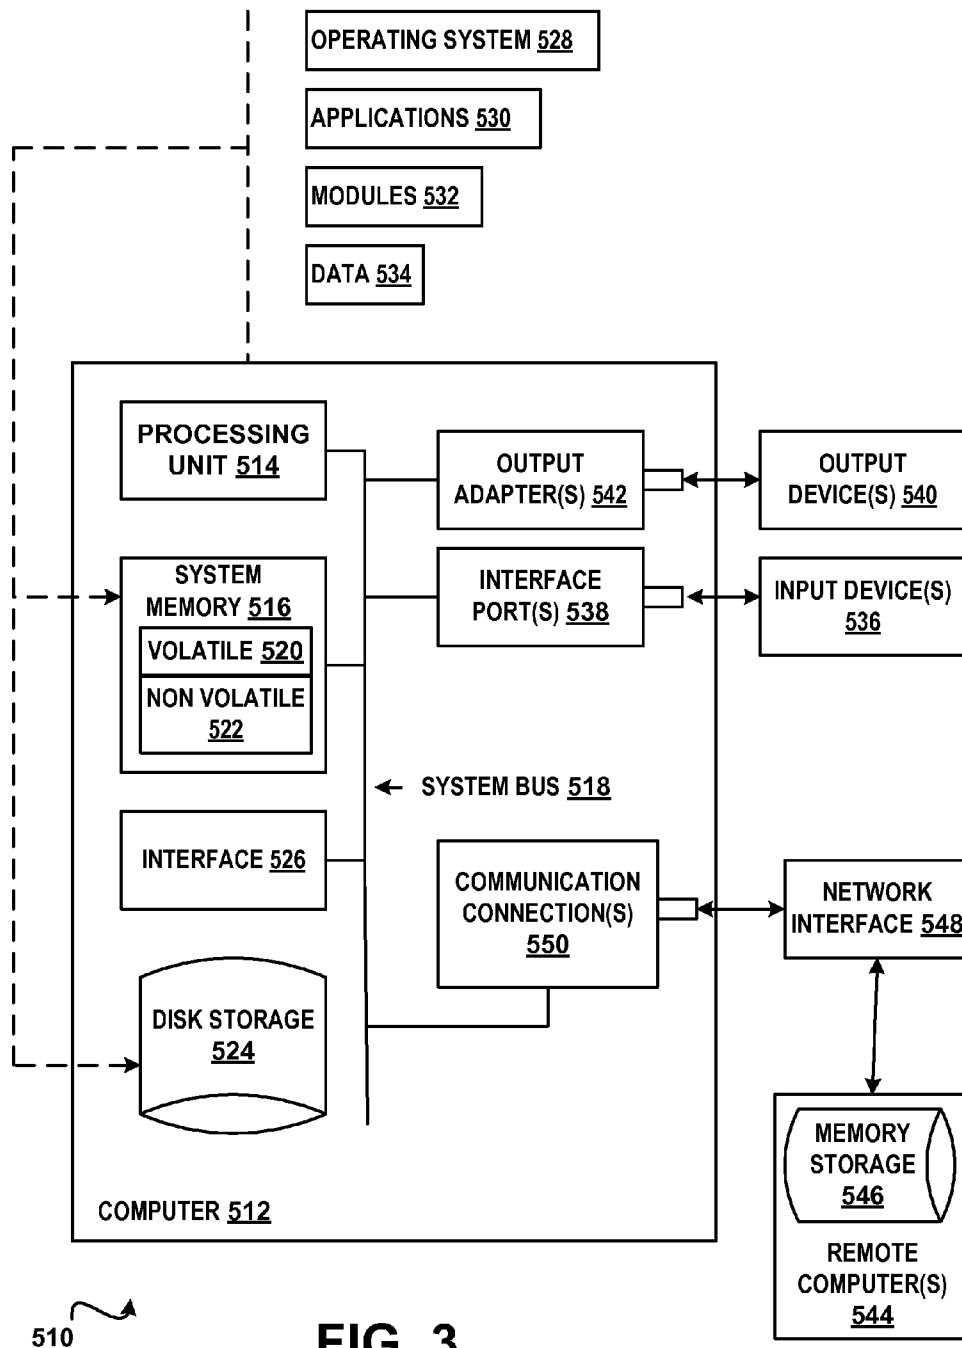 OPERATING SYSTEM 528
APPLICATIONS 530
MODULES 532
DATA 534
PROCESSING
UNIT 514
OUTPUT
ADAPTER(S) 542
OUTPUT
DEVICE(S) 540
SYSTEM
MEMORY 516
VOLATILE 520
NON VOLATILE
522
INTERFACE
PORT(S) 538
INPUT DEVICE(S)
536
SYSTEM BUS 518
INTERFACE 526
COMMUNICATION
CONNECTION(S)
550
NETWORK
INTERFACE 548
DISK STORAGE
524
MEMORY
STORAGE
546
REMOTE
COMPUTER(S)
544
COMPUTER 512
510
FIG. 3